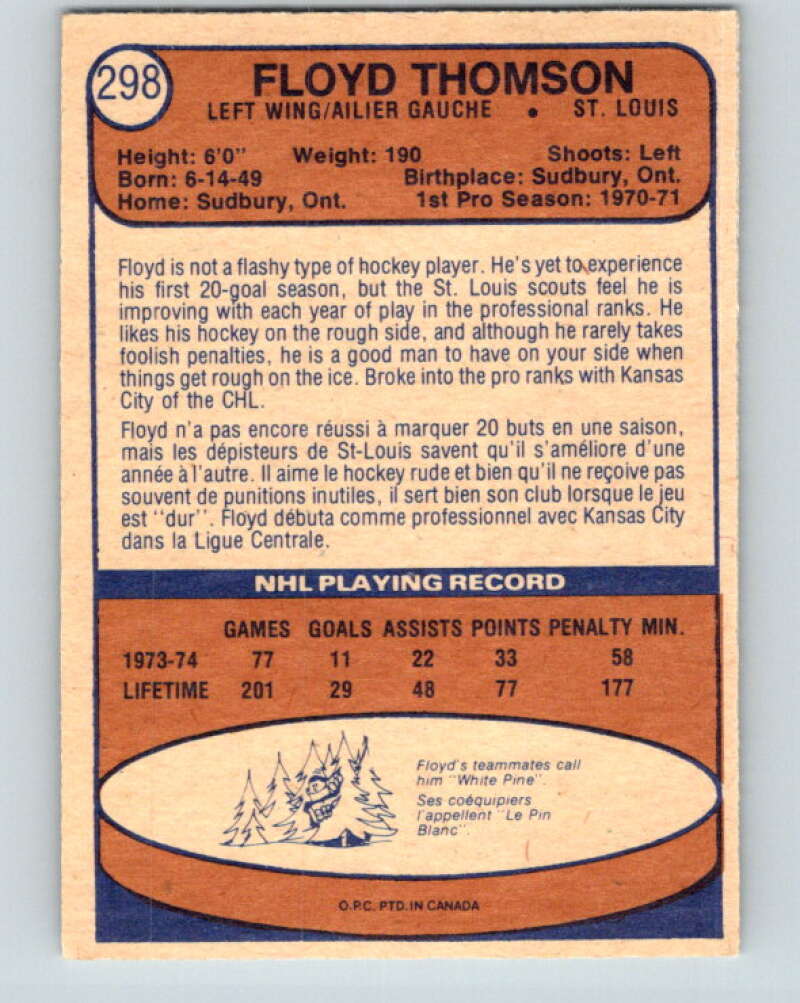 298
FLOYD THOMSON
LEFT WING/AILIER GAUCHE • ST. LOUIS
Height: 6'0" Weight: 190 Shoots: Left
Born: 6-14-49 Birthplace: Sudbury, Ont.
Home: Sudbury, Ont. 1st Pro Season: 1970-71
Floyd is not a flashy type of hockey player. He's yet to experience
his first 20-goal season, but the St. Louis scouts feel he is
improving with each year of play in the professional ranks. He
likes his hockey on the rough side, and although he rarely takes
foolish penalties, he is a good man to have on your side when
things get rough on the ice. Broke into the pro ranks with Kansas
City of the CHL.
Floyd n'a pas encore réussi à marquer 20 buts en une saison,
mais les dépisteurs de St-Louis savent qu'il s'améliore d'une
année à l'autre. Il aime le hockey rude et bien qu'il ne reçoive pas
souvent de punitions inutiles, il sert bien son club lorsque le jeu
est "dur". Floyd débuta comme professionnel avec Kansas City
dans la Ligue Centrale.
NHL PLAYING RECORD
GAMES GOALS ASSISTS POINTS PENALTY MIN.
1973-74 77 11 22 33 58
LIFETIME 201 29 48 77 177
Floyd's teammates call
him "White Pine".
Ses coéquipiers
l'appellent "Le Pin
Blanc".
O.P.C. PTD. IN CANADA